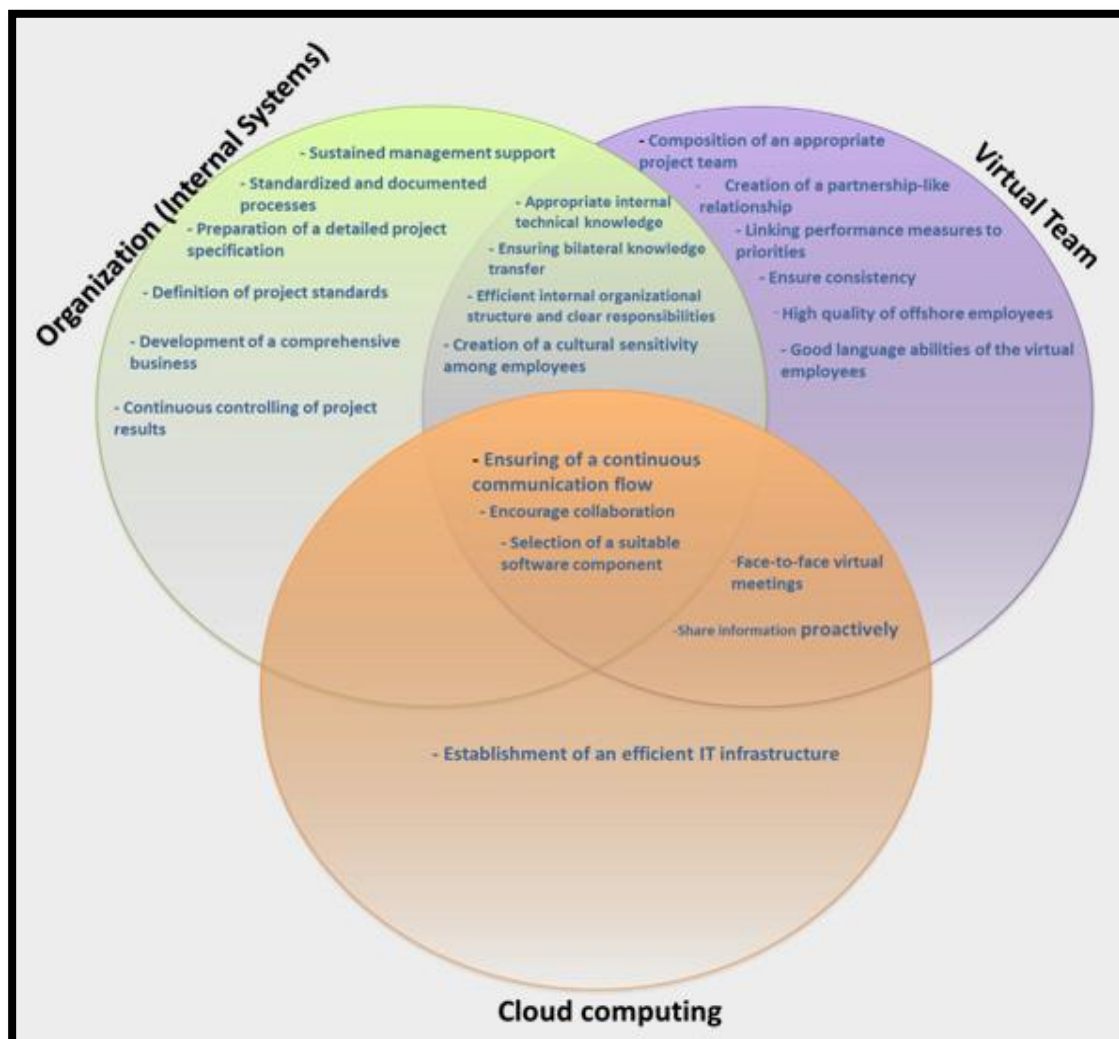 Organization (Internal Systems)
- Sustained management support
- Standardized and documented
processes
- Preparation of a detailed project
specification
- Definition of project standards
- Development of a comprehensive
business
- Continuous controlling of project
results
- Appropriate internal
technical knowledge
- Ensuring bilateral knowledge
transfer
- Efficient internal organizational
structure and clear responsibilities
- Creation of a cultural sensitivity
among employees
Virtual Team
- Composition of an appropriate
project team
- Creation of a partnership-like
relationship
- Linking performance measures to
priorities
- Ensure consistency
-High quality of offshore employees
- Good language abilities of the virtual
employees
- Ensuring of a continuous
communication flow
- Encourage collaboration
- Selection of a suitable
software component
-Face-to-face virtual
meetings
-Share information proactively
- Establishment of an efficient IT infrastructure
Cloud computing